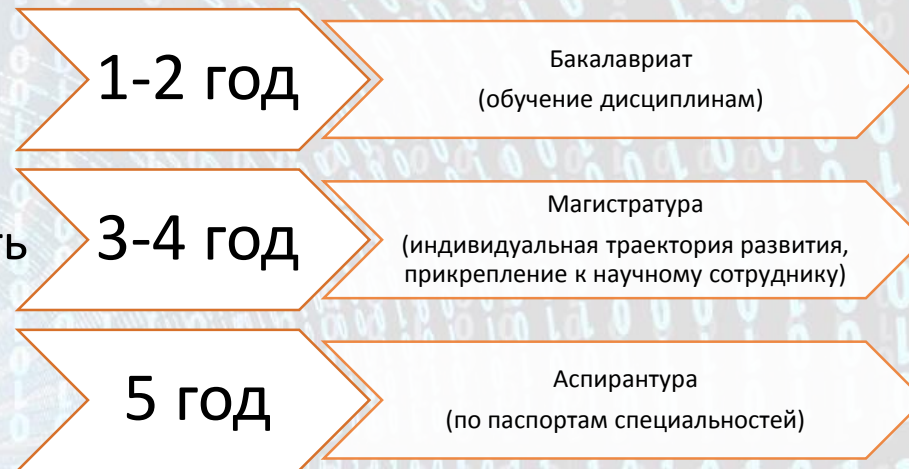 1-2 год
Бакалавриат
(обучение дисциплинам)
ть
3-4 год
Магистратура
(индивидуальная траектория развития,
прикрепление к научному сотруднику)
5 год
Аспирантура
(по паспортам специальностей)